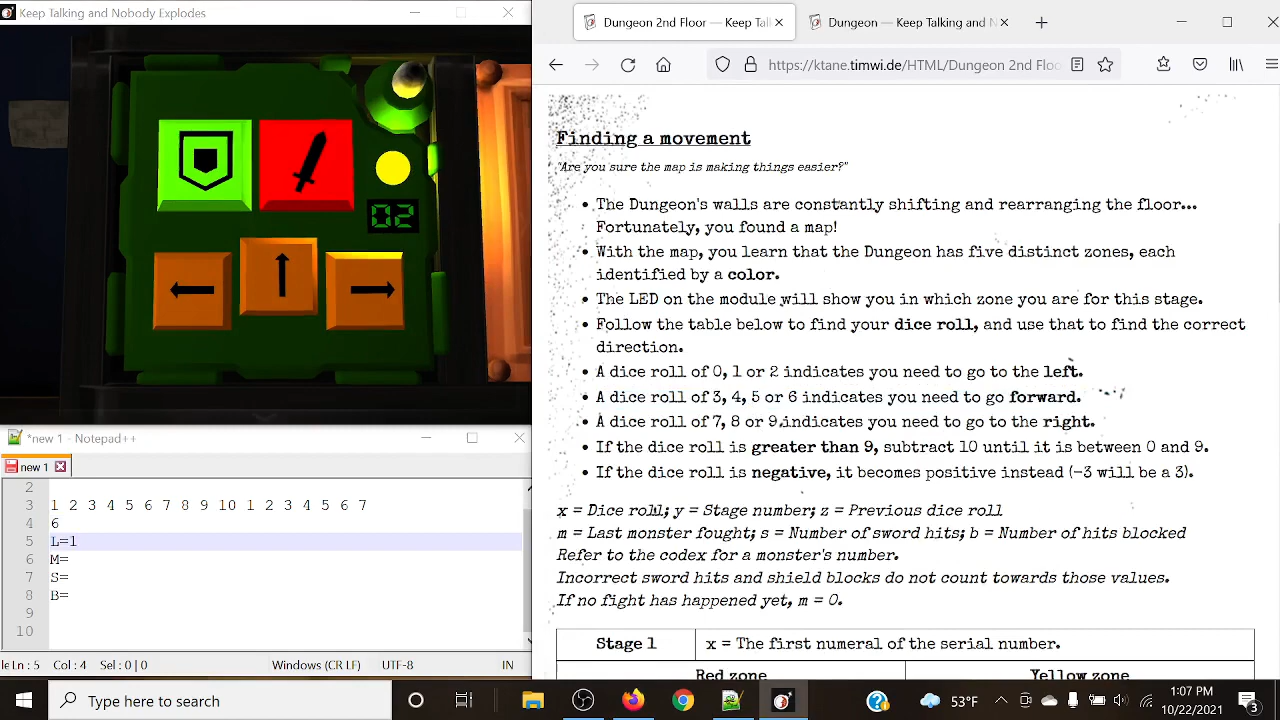 Keep Talking and Nobody Explodes
02
*new 1 - Notepad++
new 1
2
3 1 2 3 4 5 6 7 8 9 10 1 2 3 4 5 6 7
4 6
5 L=1
6 M=
7 S=
8 B=
9
10
le Ln : 5 Col : 4 Sel : 0 | 0 Windows (CR LF) UTF-8 IN
Dungeon 2nd Floor — Keep Tal
Dungeon — Keep Talking and N
https://ktane.timwi.de/HTML/Dungeon 2nd Floo
Finding a movement
"Are you sure the map is making things easier?"
• The Dungeon's walls are constantly shifting and rearranging the floor...
Fortunately, you found a map!
• With the map, you learn that the Dungeon has five distinct zones, each
identified by a color.
• The LED on the module will show you in which zone you are for this stage.
• Follow the table below to find your dice roll, and use that to find the correct
direction.
• A dice roll of 0, 1 or 2 indicates you need to go to the left.
• A dice roll of 3, 4, 5 or 6 indicates you need to go forward.
• A dice roll of 7, 8 or 9 indicates you need to go to the right.
• If the dice roll is greater than 9, subtract 10 until it is between 0 and 9.
• If the dice roll is negative, it becomes positive instead (-3 will be a 3).
x = Dice roll; y = Stage number; z = Previous dice roll
m = Last monster fought; s = Number of sword hits; b = Number of hits blocked
Refer to the codex for a monster's number.
Incorrect sword hits and shield blocks do not count towards those values.
If no fight has happened yet, m = 0.
Stage 1 x = The first numeral of the serial number.
Red zone Yellow zone
Type here to search
53°F
1:07 PM
10/22/2021
3